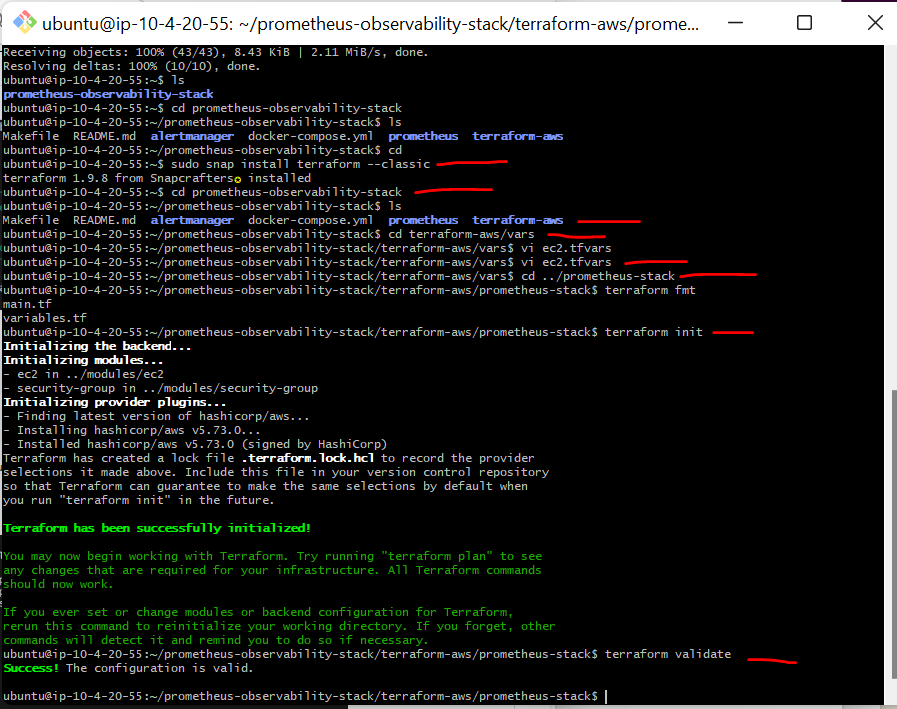 ubuntu@ip-10-4-20-55: ~/prometheus-observability-stack/terraform-aws/prome...
Receiving objects: 100% (43/43), 8.43 KiB | 2.11 MiB/s, done.
Resolving deltas: 100% (10/10), done.
ubuntu@ip-10-4-20-55:~$ ls
prometheus-observability-stack
ubuntu@ip-10-4-20-55:~$ cd prometheus-observability-stack
ubuntu@ip-10-4-20-55:~/prometheus-observability-stack$ ls
Makefile  README.md  alertmanager  docker-compose.yml  prometheus  terraform-aws
ubuntu@ip-10-4-20-55:~/prometheus-observability-stack$ cd
ubuntu@ip-10-4-20-55:~$ sudo snap install terraform --classic
terraform 1.9.8 from Snapcrafters✪ installed
ubuntu@ip-10-4-20-55:~$ cd prometheus-observability-stack
ubuntu@ip-10-4-20-55:~/prometheus-observability-stack$ ls
Makefile  README.md  alertmanager  docker-compose.yml  prometheus  terraform-aws
ubuntu@ip-10-4-20-55:~/prometheus-observability-stack$ cd terraform-aws/vars
ubuntu@ip-10-4-20-55:~/prometheus-observability-stack/terraform-aws/vars$ vi ec2.tfvars
ubuntu@ip-10-4-20-55:~/prometheus-observability-stack/terraform-aws/vars$ vi ec2.tfvars
ubuntu@ip-10-4-20-55:~/prometheus-observability-stack/terraform-aws/vars$ cd ../prometheus-stack
ubuntu@ip-10-4-20-55:~/prometheus-observability-stack/terraform-aws/prometheus-stack$ terraform fmt
main.tf
variables.tf
ubuntu@ip-10-4-20-55:~/prometheus-observability-stack/terraform-aws/prometheus-stack$ terraform init
Initializing the backend...
Initializing modules...
- ec2 in ../modules/ec2
- security-group in ../modules/security-group
Initializing provider plugins...
- Finding latest version of hashicorp/aws...
- Installing hashicorp/aws v5.73.0...
- Installed hashicorp/aws v5.73.0 (signed by HashiCorp)
Terraform has created a lock file .terraform.lock.hcl to record the provider
selections it made above. Include this file in your version control repository
so that Terraform can guarantee to make the same selections by default when
you run "terraform init" in the future.
Terraform has been successfully initialized!
You may now begin working with Terraform. Try running "terraform plan" to see
any changes that are required for your infrastructure. All Terraform commands
should now work.
If you ever set or change modules or backend configuration for Terraform,
rerun this command to reinitialize your working directory. If you forget, other
commands will detect it and remind you to do so if necessary.
ubuntu@ip-10-4-20-55:~/prometheus-observability-stack/terraform-aws/prometheus-stack$ terraform validate
Success! The configuration is valid.
ubuntu@ip-10-4-20-55:~/prometheus-observability-stack/terraform-aws/prometheus-stack$